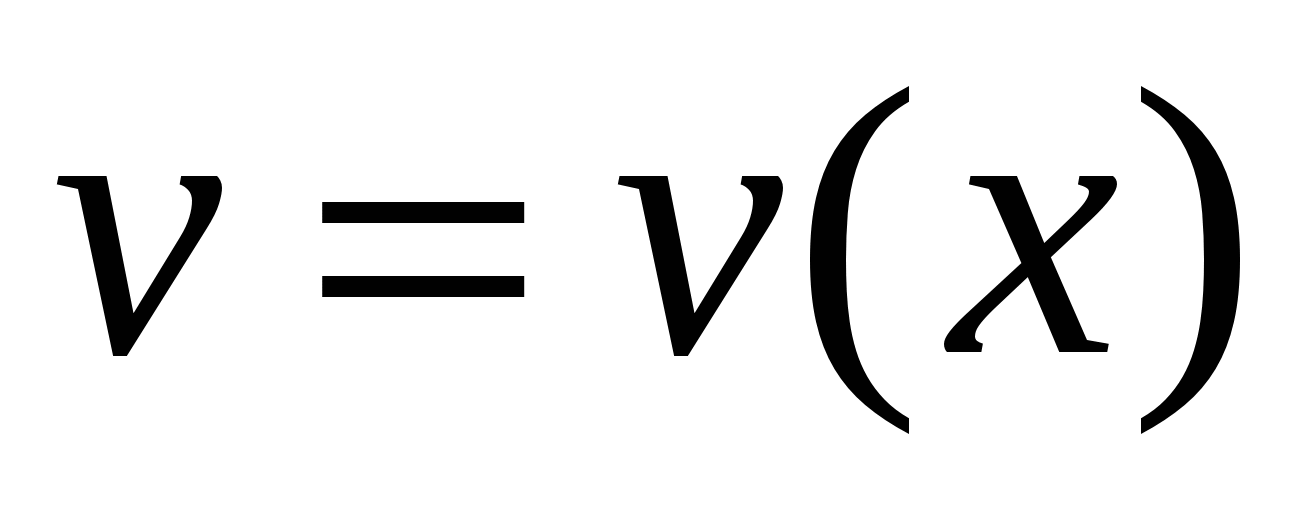 v = v(x)